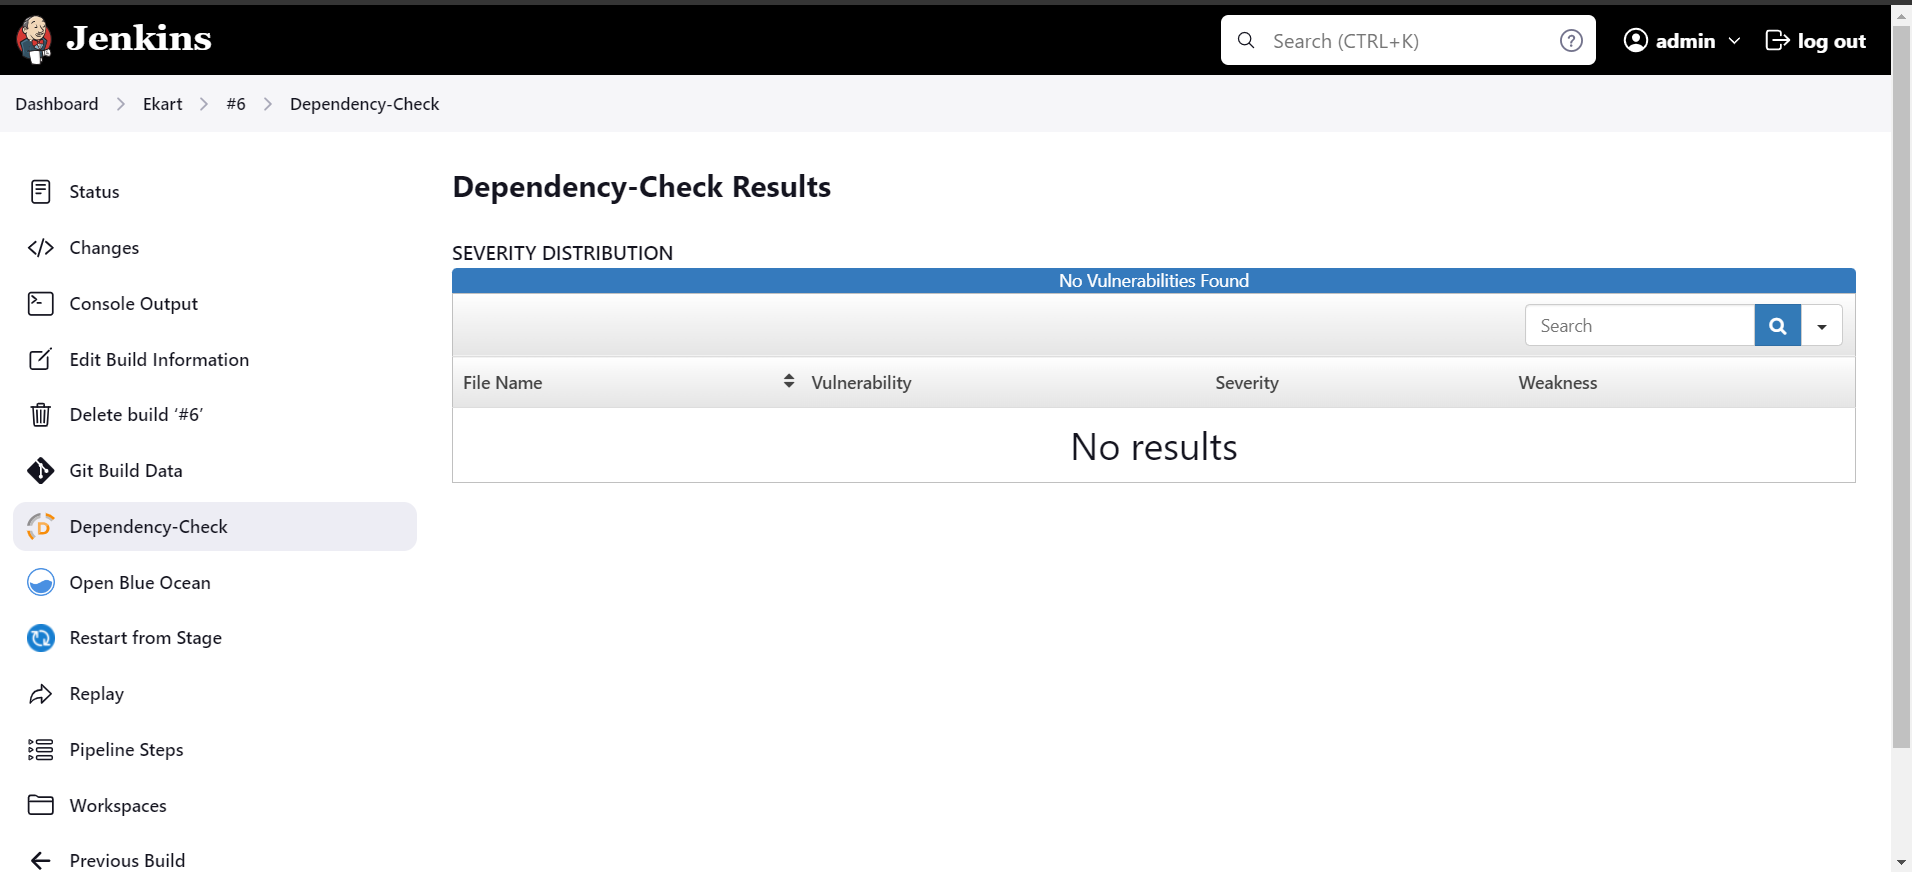 Jenkins
Search (CTRL+K)
?
admin
log out
Dashboard
Ekart
#6
Dependency-Check
Status
Changes
Console Output
Edit Build Information
Delete build ‘#6’
Git Build Data
Dependency-Check
Open Blue Ocean
Restart from Stage
Replay
Pipeline Steps
Workspaces
Previous Build
Dependency-Check Results
SEVERITY DISTRIBUTION
No Vulnerabilities Found
Search
File Name
Vulnerability
Severity
Weakness
No results